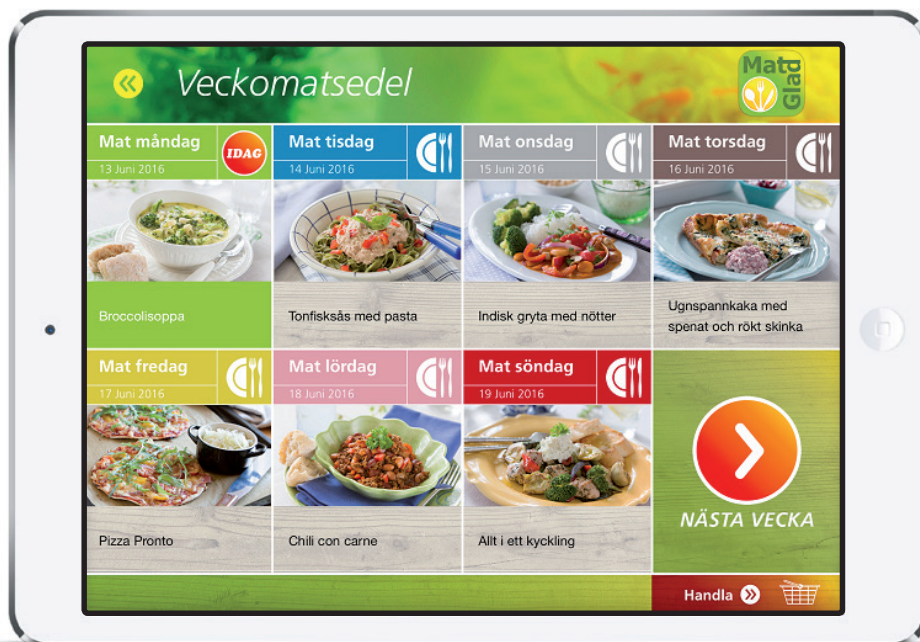 Veckomatsedel
Mat
Glad
Mat måndag
13 Juni 2016
IDAG
Broccolisoppa
Mat tisdag
14 Juni 2016
Tonfisksås med pasta
Mat onsdag
15 Juni 2016
Indisk gryta med nötter
Mat torsdag
16 Juni 2016
Ugnspannkaka med
spenat och rökt skinka
Mat fredag
17 Juni 2016
Pizza Pronto
Mat lördag
18 Juni 2016
Chili con carne
Mat söndag
19 Juni 2016
Allt i ett kyckling
NÄSTA VECKA
Handla